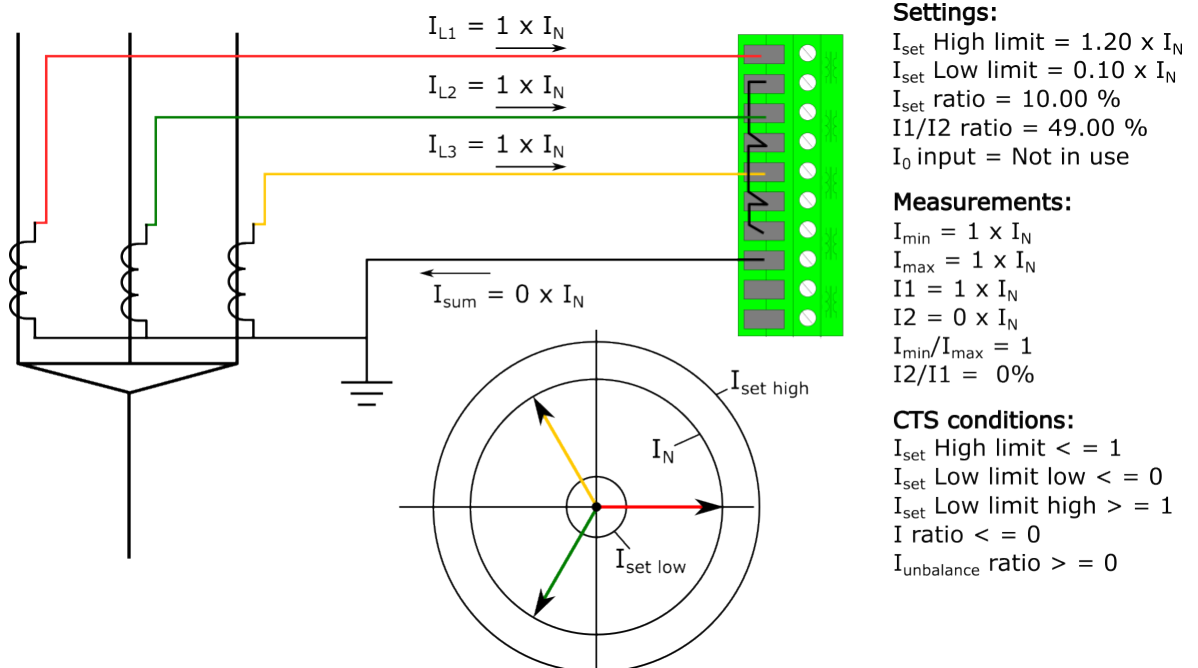 I_L1 = 1 x I_N
I_L2 = 1 x I_N
I_L3 = 1 x I_N
I_sum = 0 x I_N
I_set high
I_N
I_set low
Settings:
I_set High limit = 1.20 x I_N
I_set Low limit = 0.10 x I_N
I_set ratio = 10.00 %
I1/I2 ratio = 49.00 %
I_0 input = Not in use
Measurements:
I_min = 1 x I_N
I_max = 1 x I_N
I1 = 1 x I_N
I2 = 0 x I_N
I_min/I_max = 1
I2/I1 = 0%
CTS conditions:
I_set High limit < = 1
I_set Low limit low < = 0
I_set Low limit high > = 1
I ratio < = 0
I_unbalance ratio > = 0